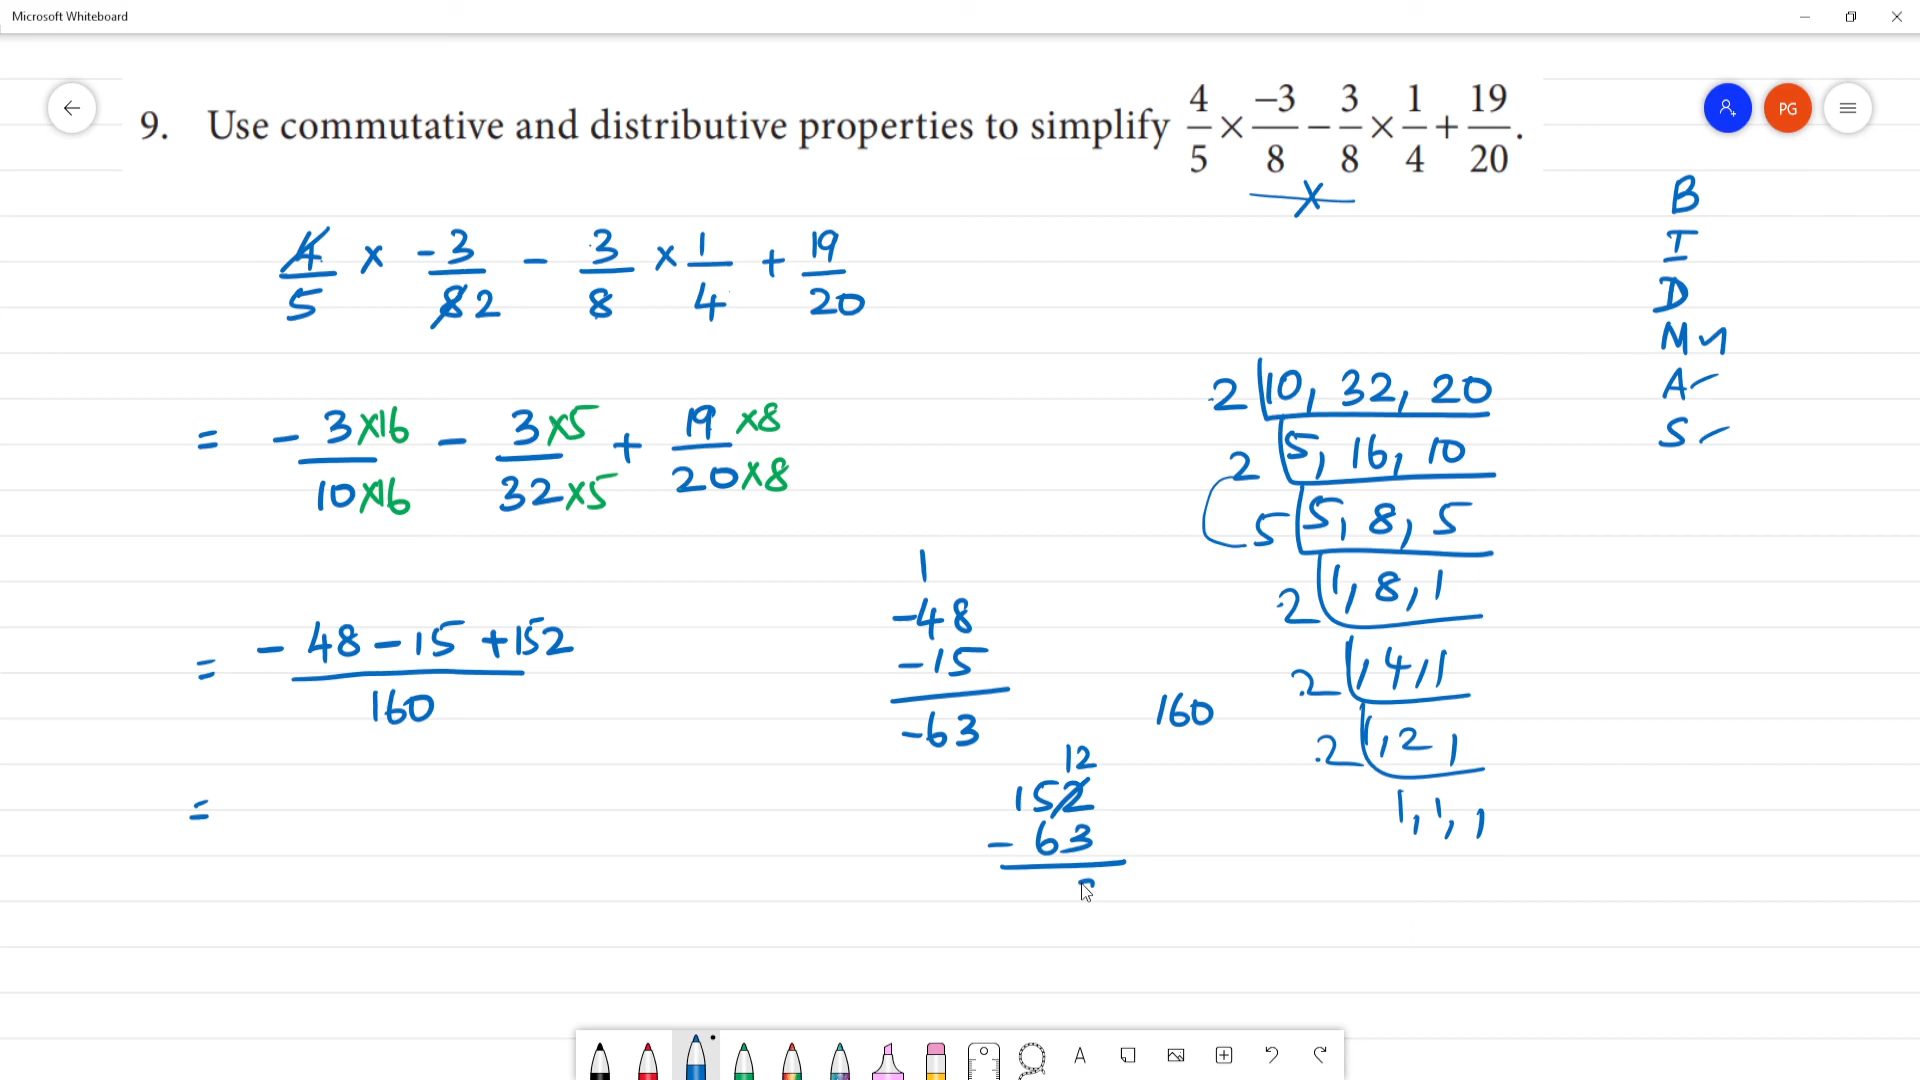 Microsoft Whiteboard
PG
9. Use commutative and distributive properties to simplify 4/5 × −3/8 − 3/8 × 1/4 + 19/20.
x
4/5 x -3/8 2 - 3/8 x 1/4 + 19/20
= - 3x16/10x16 - 3x5/32x5 + 19x8/20x8
= - 48 - 15 + 152/160
=
1
-48
-15
-63
12
152
- 63
160
2 10, 32, 20
2 5, 16, 10
5 5, 8, 5
2 1, 8, 1
2 1, 4, 1
2 1, 2 1
1, 1, 1
B
I
D
M
A
S
A